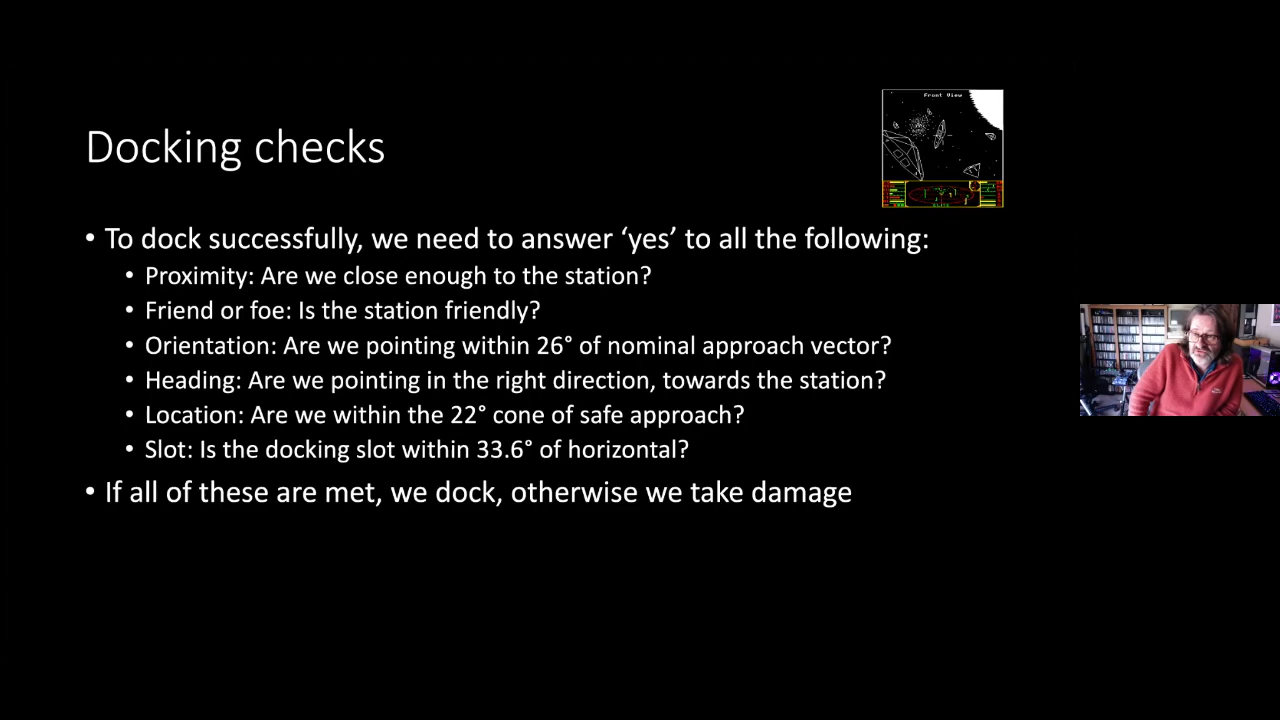 Front View
Docking checks
• To dock successfully, we need to answer ‘yes’ to all the following:
• Proximity: Are we close enough to the station?
• Friend or foe: Is the station friendly?
• Orientation: Are we pointing within 26° of nominal approach vector?
• Heading: Are we pointing in the right direction, towards the station?
• Location: Are we within the 22° cone of safe approach?
• Slot: Is the docking slot within 33.6° of horizontal?
• If all of these are met, we dock, otherwise we take damage